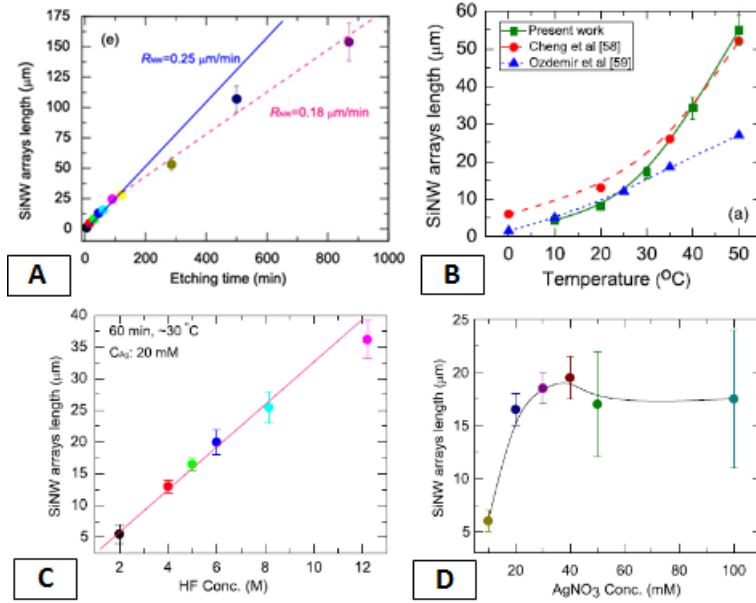 (e)
R_NW=0.25 μm/min
R_NW=0.18 μm/min
SiNW arrays length (μm)
175
150
125
100
75
50
25
0
0 200 400 600 800 1000
Etching time (min)
A
Present work
Cheng et al [58]
Ozdemir et al [59]
SiNW arrays length (μm)
60
50
40
30
20
10
0
(a)
0 10 20 30 40 50
Temperature (⁰C)
B
60 min, ~30 °C
C_Ag: 20 mM
SiNW arrays length (μm)
40
35
30
25
20
15
10
5
2 4 6 8 10 12
HF Conc. (M)
C
SiNW arrays length (μm)
25
20
15
10
5
20 40 60 80 100
AgNO₃ Conc. (mM)
D